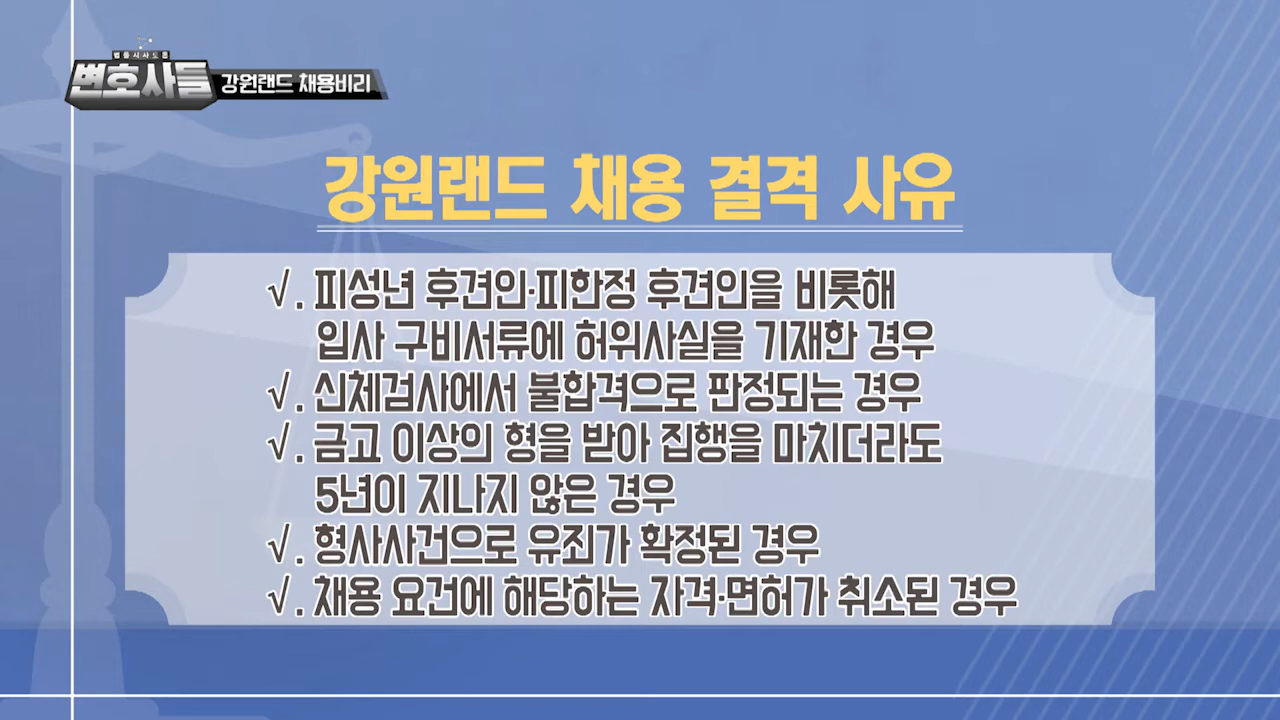 법률시사토론
변호사들
강원랜드 채용비리
강원랜드 채용 결격 사유
√. 피성년 후견인·피한정 후견인을 비롯해
입사 구비서류에 허위사실을 기재한 경우
√. 신체검사에서 불합격으로 판정되는 경우
√. 금고 이상의 형을 받아 집행을 마치더라도
5년이 지나지 않은 경우
√. 형사사건으로 유죄가 확정된 경우
√. 채용 요건에 해당하는 자격·면허가 취소된 경우